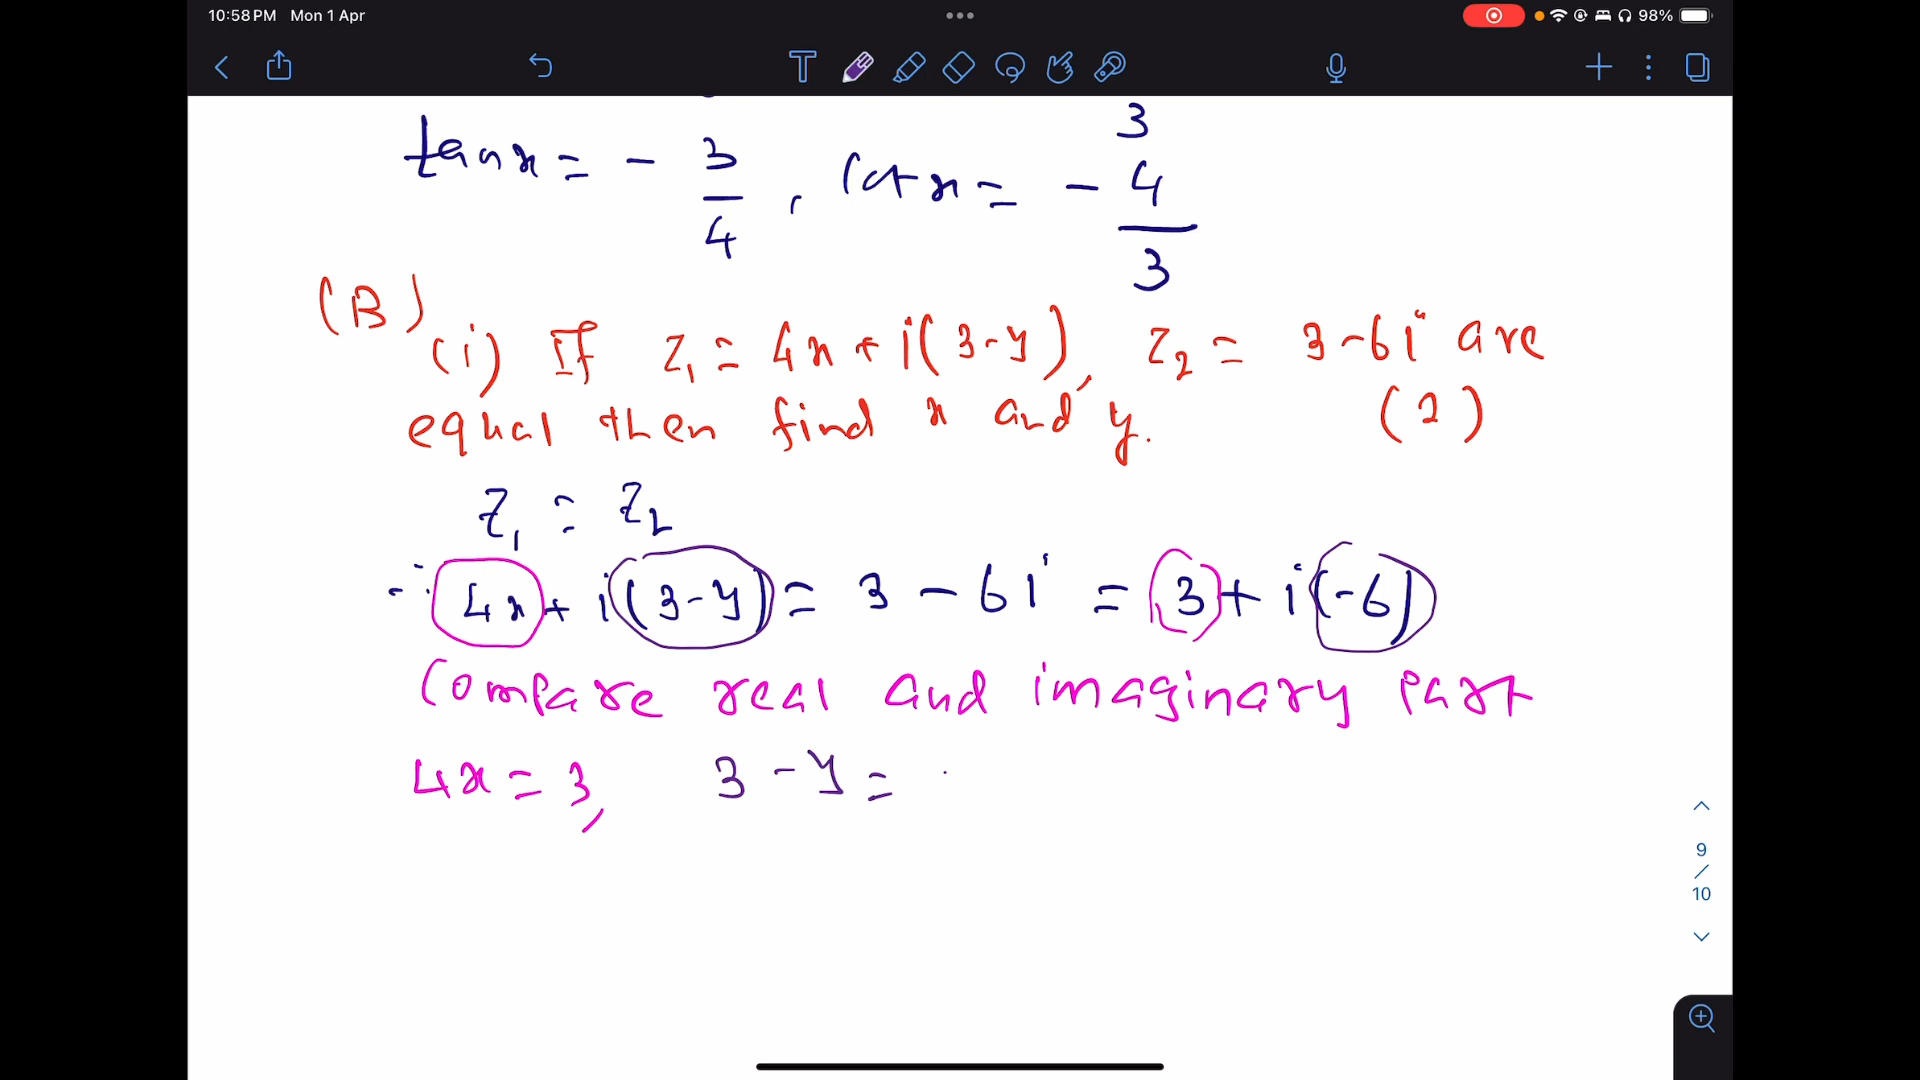 10:58 PM Mon 1 Apr 98%
T
3
tan x = - 3/4 , Cot x = - 4/3
(B)
(i) If z₁ = 4x + i(3-y), z₂ = 3-6i are
equal then find x and y. (2)
z₁ = z₂
∴ 4x + i(3-y) = 3 - 6i = 3 + i(-6)
Compare real and imaginary part
4x = 3, 3 - y =
9
/
10